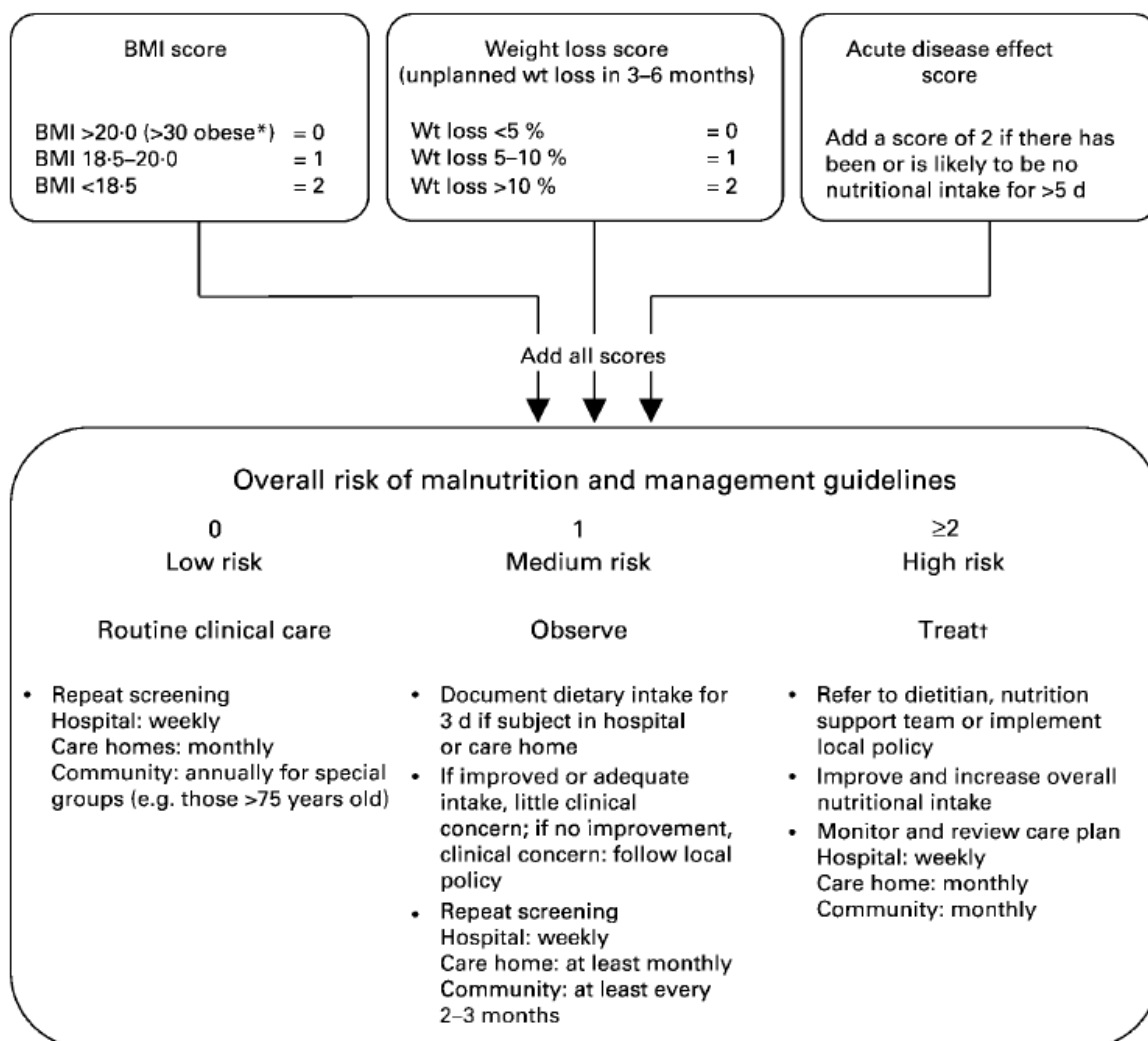 BMI score
BMI >20·0 (>30 obese*) = 0
BMI 18·5–20·0 = 1
BMI <18·5 = 2
Weight loss score
(unplanned wt loss in 3–6 months)
Wt loss <5 % = 0
Wt loss 5–10 % = 1
Wt loss >10 % = 2
Acute disease effect
score
Add a score of 2 if there has
been or is likely to be no
nutritional intake for >5 d
Add all scores
Overall risk of malnutrition and management guidelines
0
Low risk
Routine clinical care
• Repeat screening
Hospital: weekly
Care homes: monthly
Community: annually for special
groups (e.g. those >75 years old)
1
Medium risk
Observe
• Document dietary intake for
3 d if subject in hospital
or care home
• If improved or adequate
intake, little clinical
concern; if no improvement,
clinical concern: follow local
policy
• Repeat screening
Hospital: weekly
Care home: at least monthly
Community: at least every
2–3 months
≥2
High risk
Treat†
• Refer to dietitian, nutrition
support team or implement
local policy
• Improve and increase overall
nutritional intake
• Monitor and review care plan
Hospital: weekly
Care home: monthly
Community: monthly